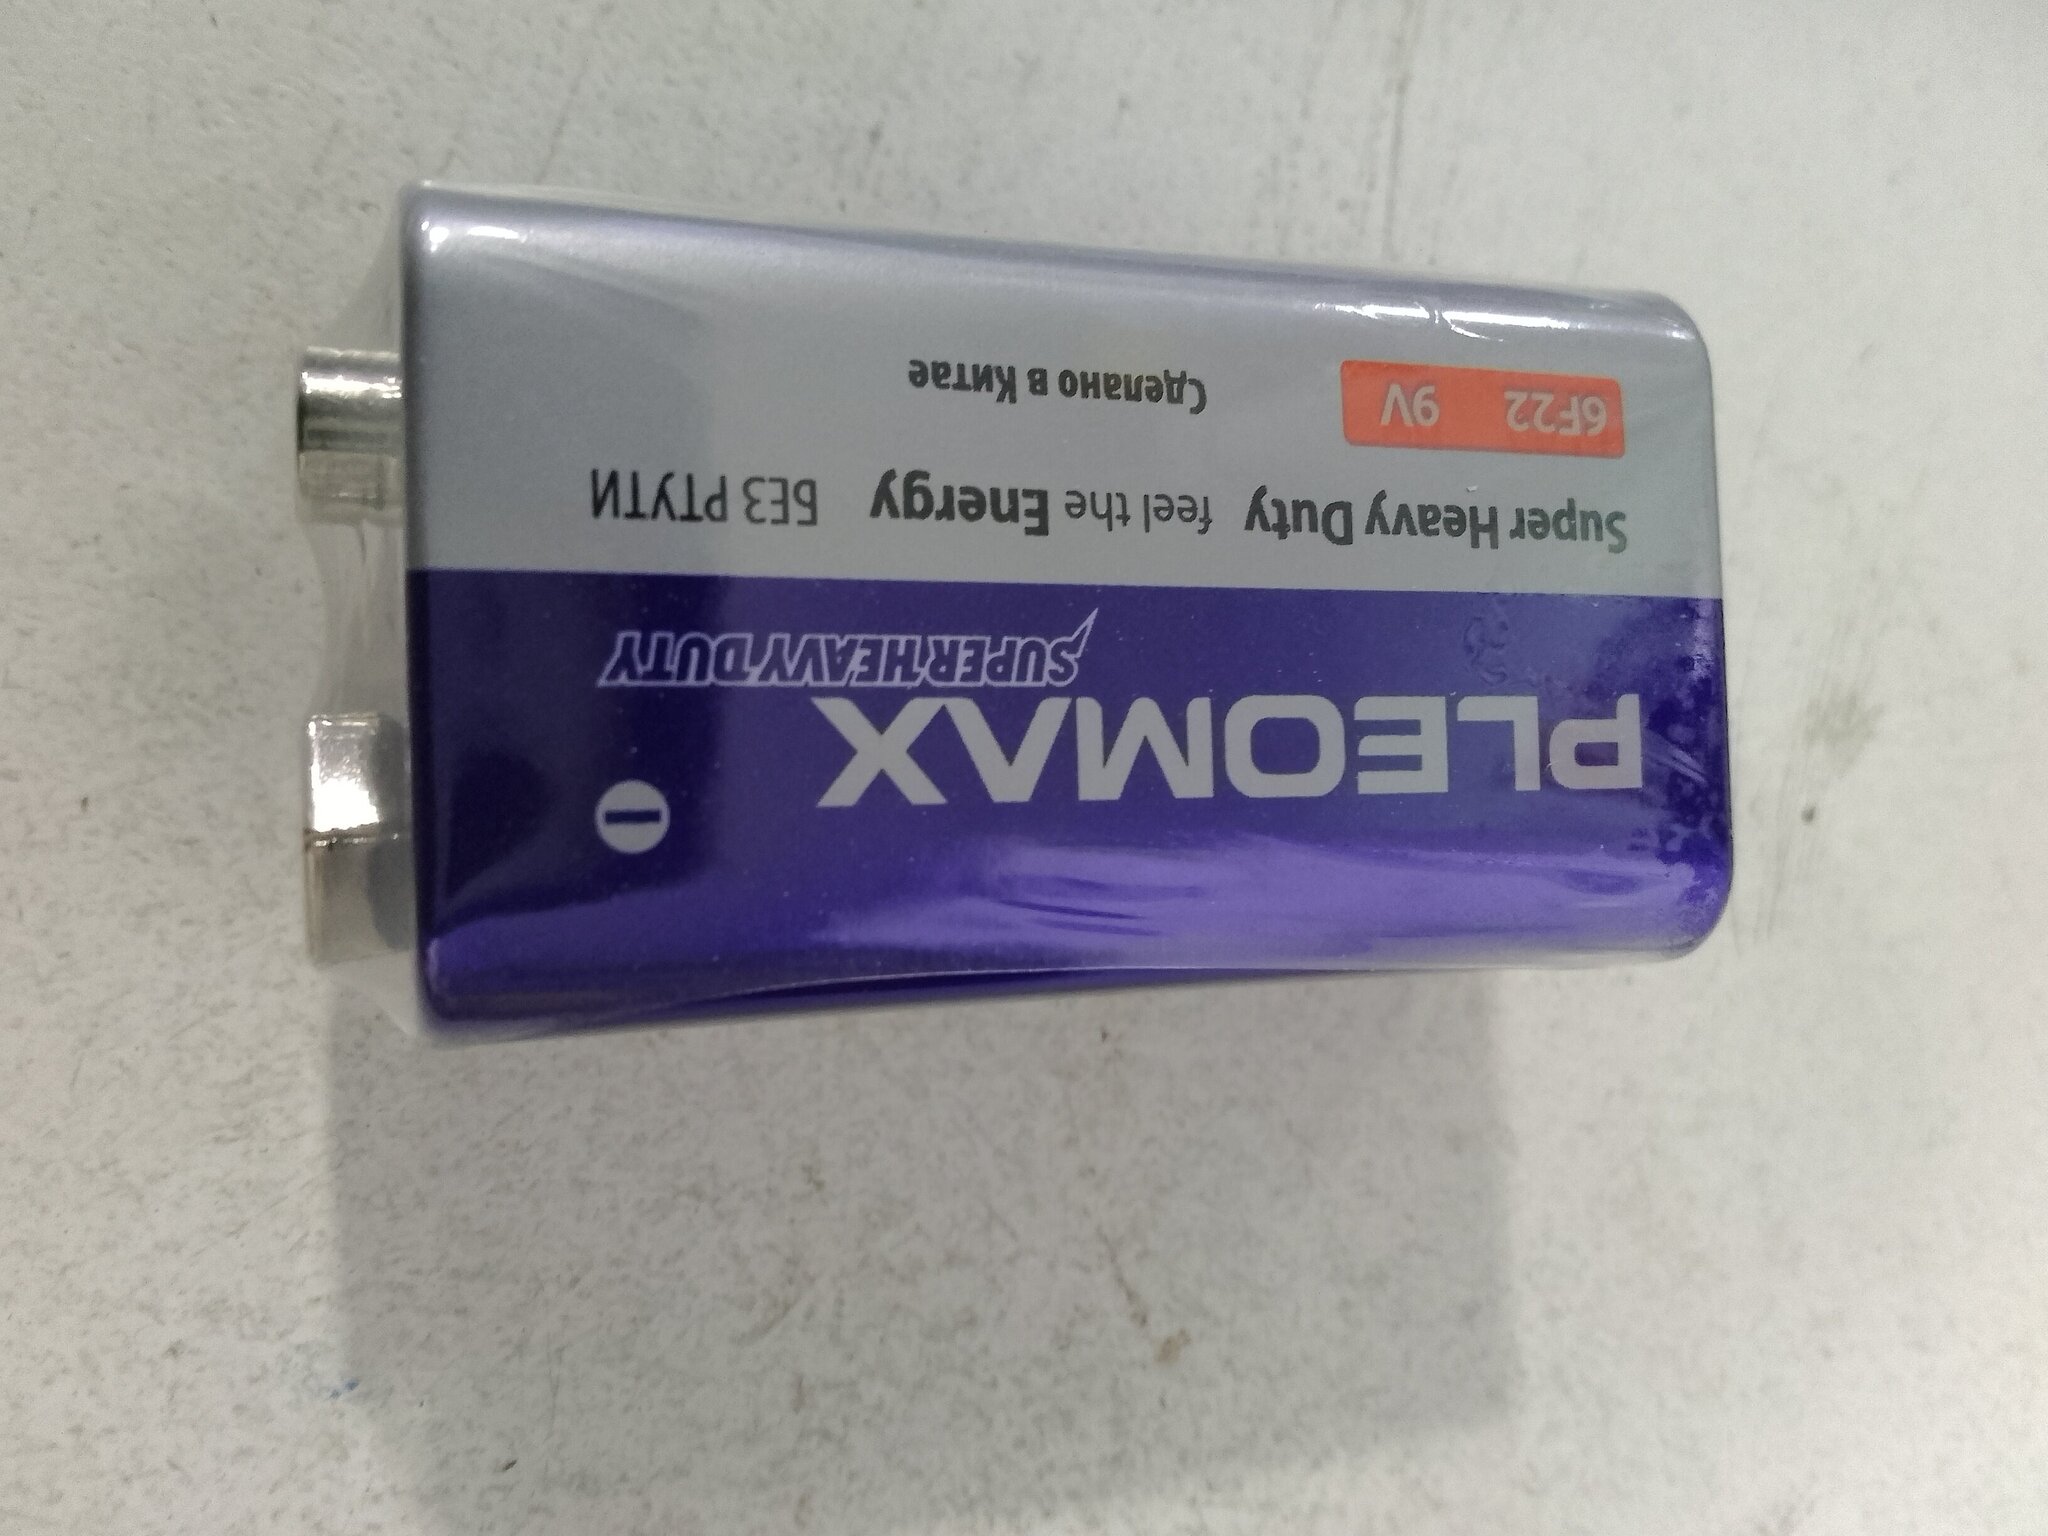 PLEOMAX
SUPER HEAVY DUTY
Super Heavy Duty feel the Energy БЕЗ РТУТИ
6F22 9V
Сделано в Китае